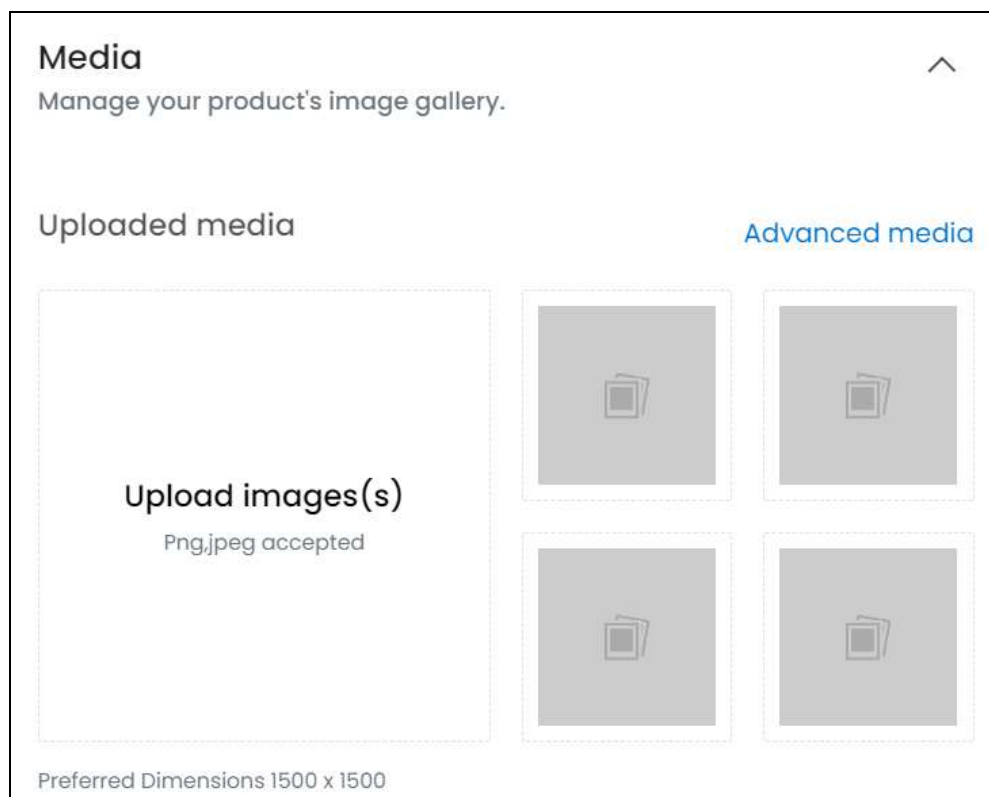 Media
Manage your product's image gallery.
Uploaded media
Advanced media
Upload images(s)
Png,jpeg accepted
Preferred Dimensions 1500 x 1500